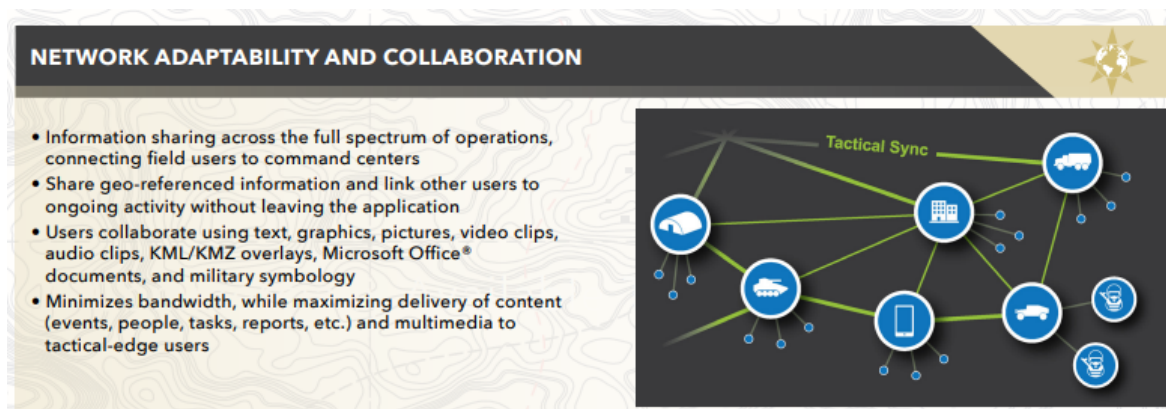 NETWORK ADAPTABILITY AND COLLABORATION
• Information sharing across the full spectrum of operations,
connecting field users to command centers
• Share geo-referenced information and link other users to
ongoing activity without leaving the application
• Users collaborate using text, graphics, pictures, video clips,
audio clips, KML/KMZ overlays, Microsoft Office®
documents, and military symbology
• Minimizes bandwidth, while maximizing delivery of content
(events, people, tasks, reports, etc.) and multimedia to
tactical-edge users
Tactical Sync